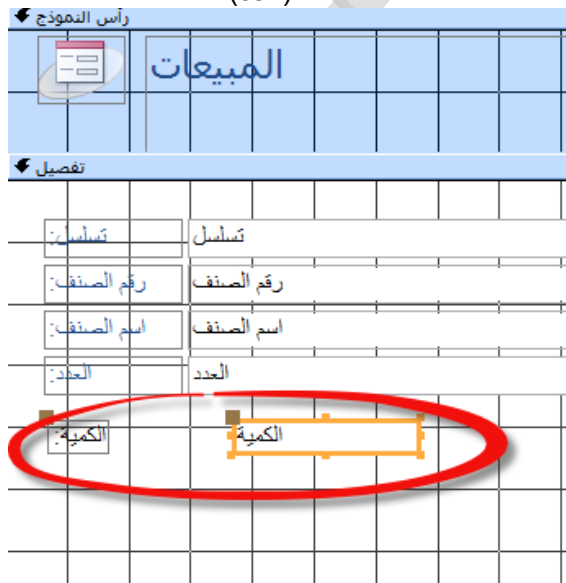 رأس النموذج
المبيعات
تفصيل
تسلسل: تسلسل
رقم الصنف: رقم الصنف
اسم الصنف: اسم الصنف
العدد: العدد
الكمية: الكمية